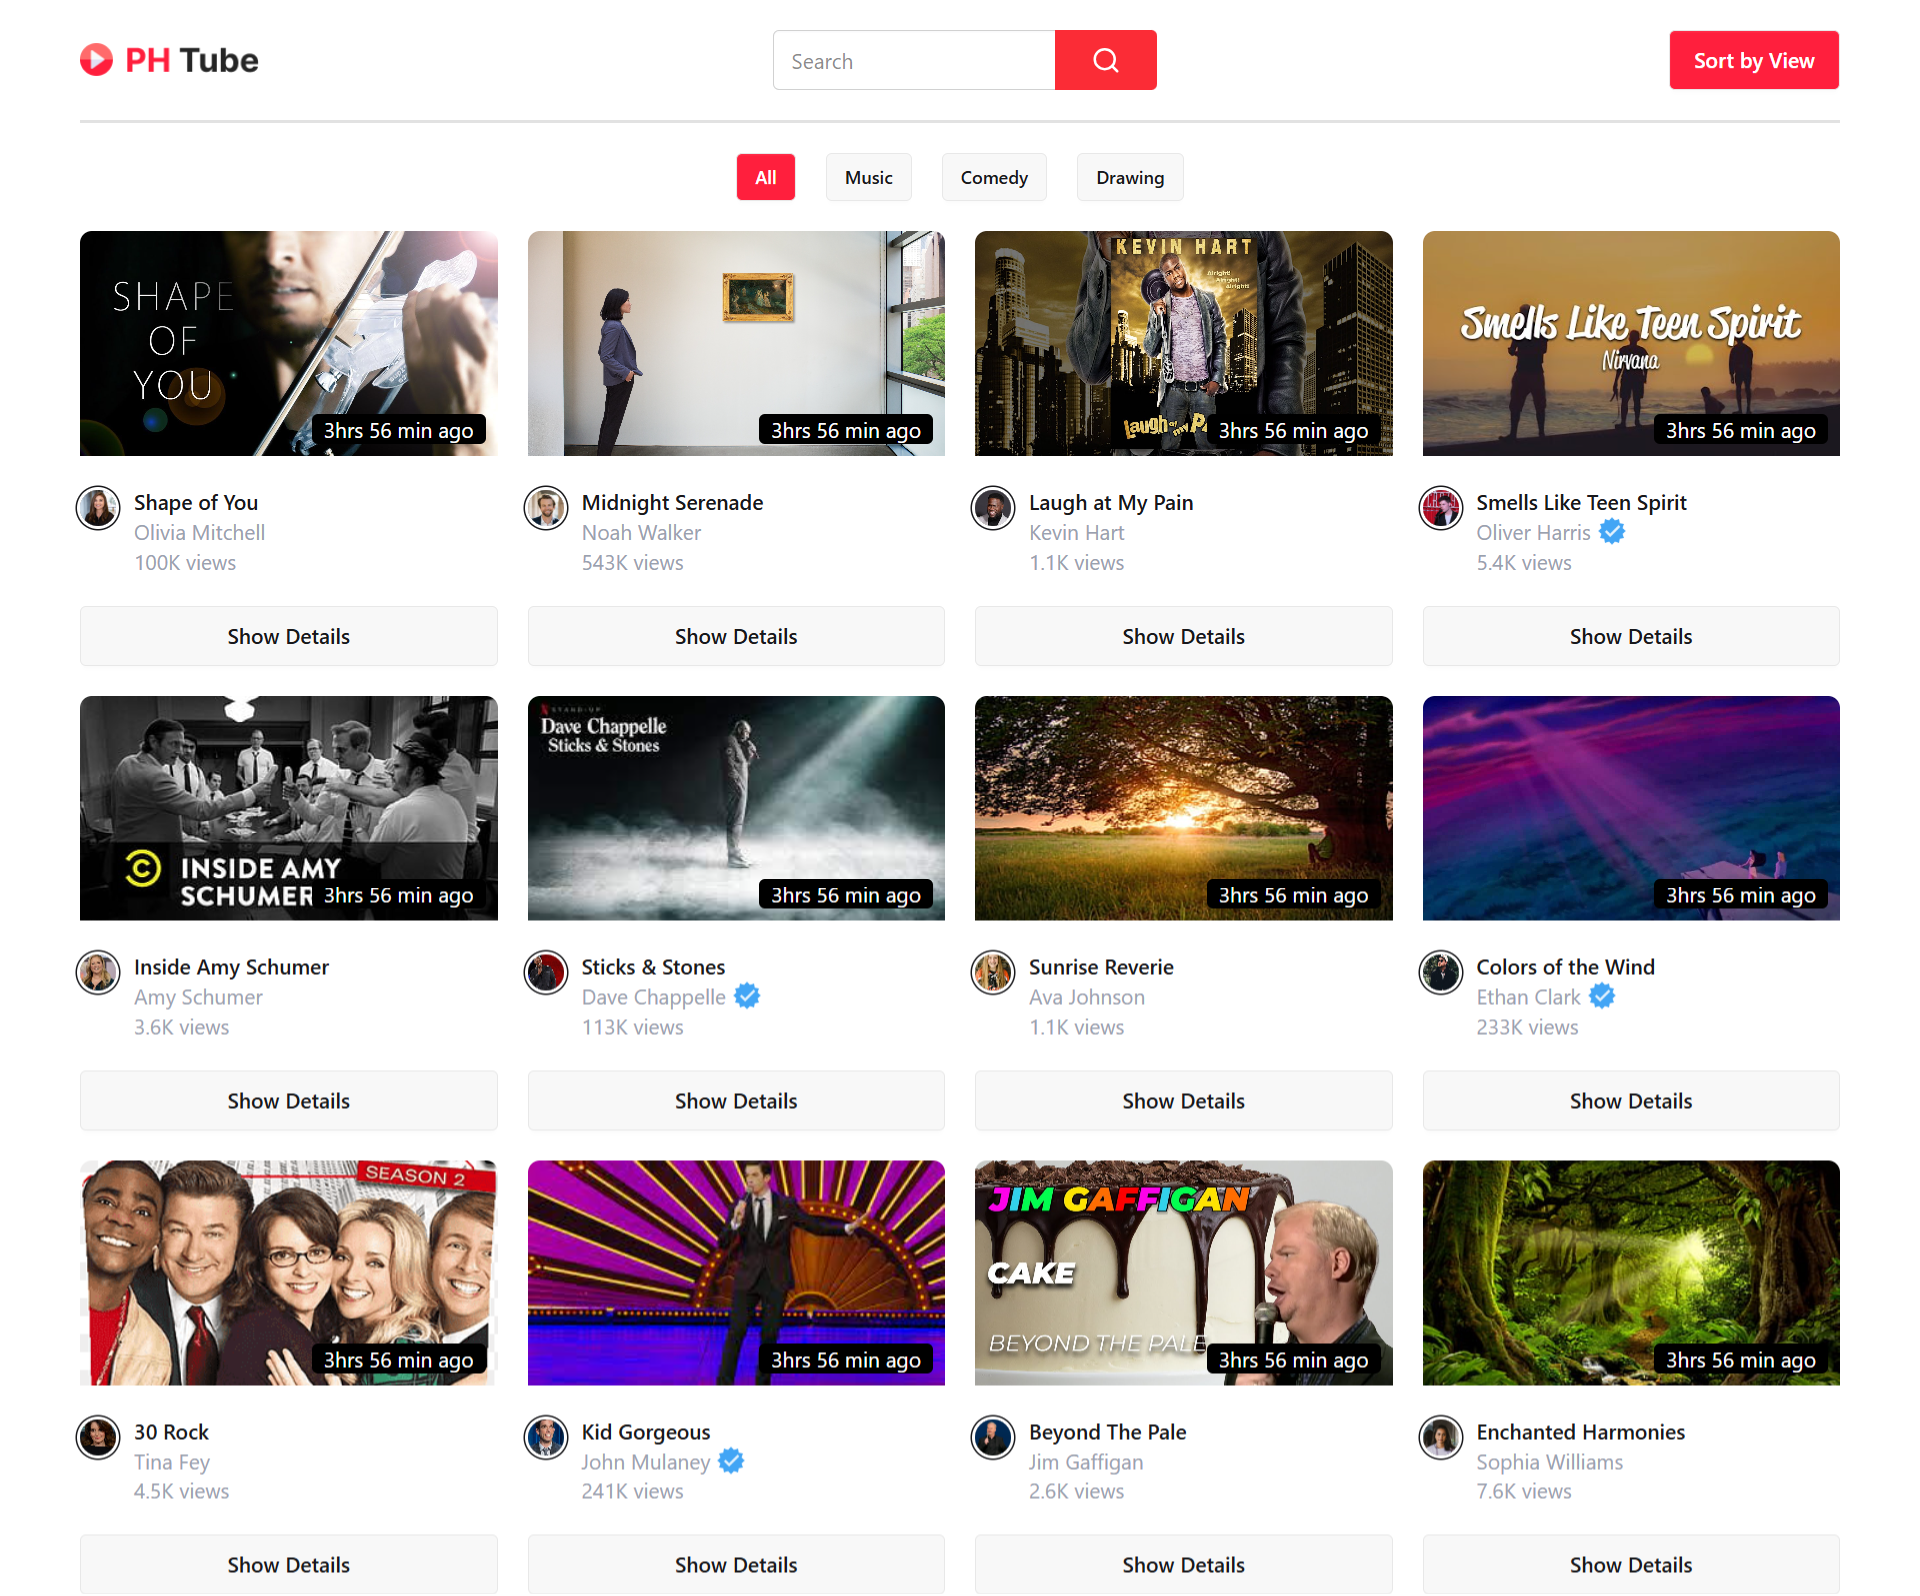 PH Tube
Search
Sort by View
All
Music
Comedy
Drawing
SHAPE
OF
YOU
3hrs 56 min ago
3hrs 56 min ago
KEVIN HART
Alright!
Alright!
Alright!
Laugh at my Pa
3hrs 56 min ago
Smells Like Teen Spirit
Nirvana
3hrs 56 min ago
Shape of You
Olivia Mitchell
100K views
Show Details
Midnight Serenade
Noah Walker
543K views
Show Details
Laugh at My Pain
Kevin Hart
1.1K views
Show Details
Smells Like Teen Spirit
Oliver Harris
5.4K views
Show Details
INSIDE AMY
SCHUMER
3hrs 56 min ago
STAND-UP
Dave Chappelle
Sticks & Stones
3hrs 56 min ago
3hrs 56 min ago
3hrs 56 min ago
Inside Amy Schumer
Amy Schumer
3.6K views
Show Details
Sticks & Stones
Dave Chappelle
113K views
Show Details
Sunrise Reverie
Ava Johnson
1.1K views
Show Details
Colors of the Wind
Ethan Clark
233K views
Show Details
SEASON 2
3hrs 56 min ago
3hrs 56 min ago
JIM GAFFIGAN
CAKE
BEYOND THE PALE
3hrs 56 min ago
3hrs 56 min ago
30 Rock
Tina Fey
4.5K views
Show Details
Kid Gorgeous
John Mulaney
241K views
Show Details
Beyond The Pale
Jim Gaffigan
2.6K views
Show Details
Enchanted Harmonies
Sophia Williams
7.6K views
Show Details